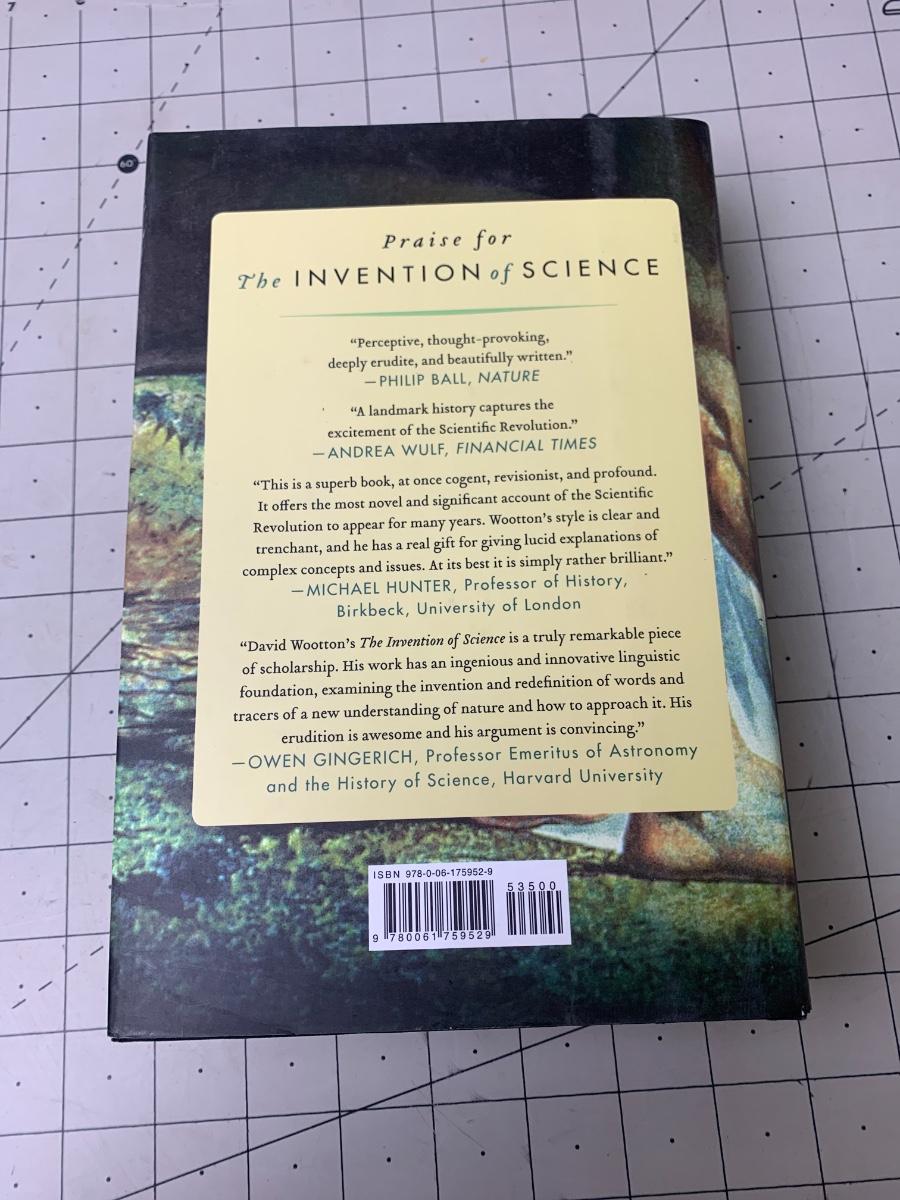 7
60°
Praise for
The INVENTION of SCIENCE
“Perceptive, thought-provoking,
deeply erudite, and beautifully written.”
—PHILIP BALL, NATURE
“A landmark history captures the
excitement of the Scientific Revolution.”
—ANDREA WULF, FINANCIAL TIMES
“This is a superb book, at once cogent, revisionist, and profound.
It offers the most novel and significant account of the Scientific
Revolution to appear for many years. Wootton’s style is clear and
trenchant, and he has a real gift for giving lucid explanations of
complex concepts and issues. At its best it is simply rather brilliant.”
—MICHAEL HUNTER, Professor of History,
Birkbeck, University of London
“David Wootton’s The Invention of Science is a truly remarkable piece
of scholarship. His work has an ingenious and innovative linguistic
foundation, examining the invention and redefinition of words and
tracers of a new understanding of nature and how to approach it. His
erudition is awesome and his argument is convincing.”
—OWEN GINGERICH, Professor Emeritus of Astronomy
and the History of Science, Harvard University
ISBN 978-0-06-175952-9
53500
9 780061 759529